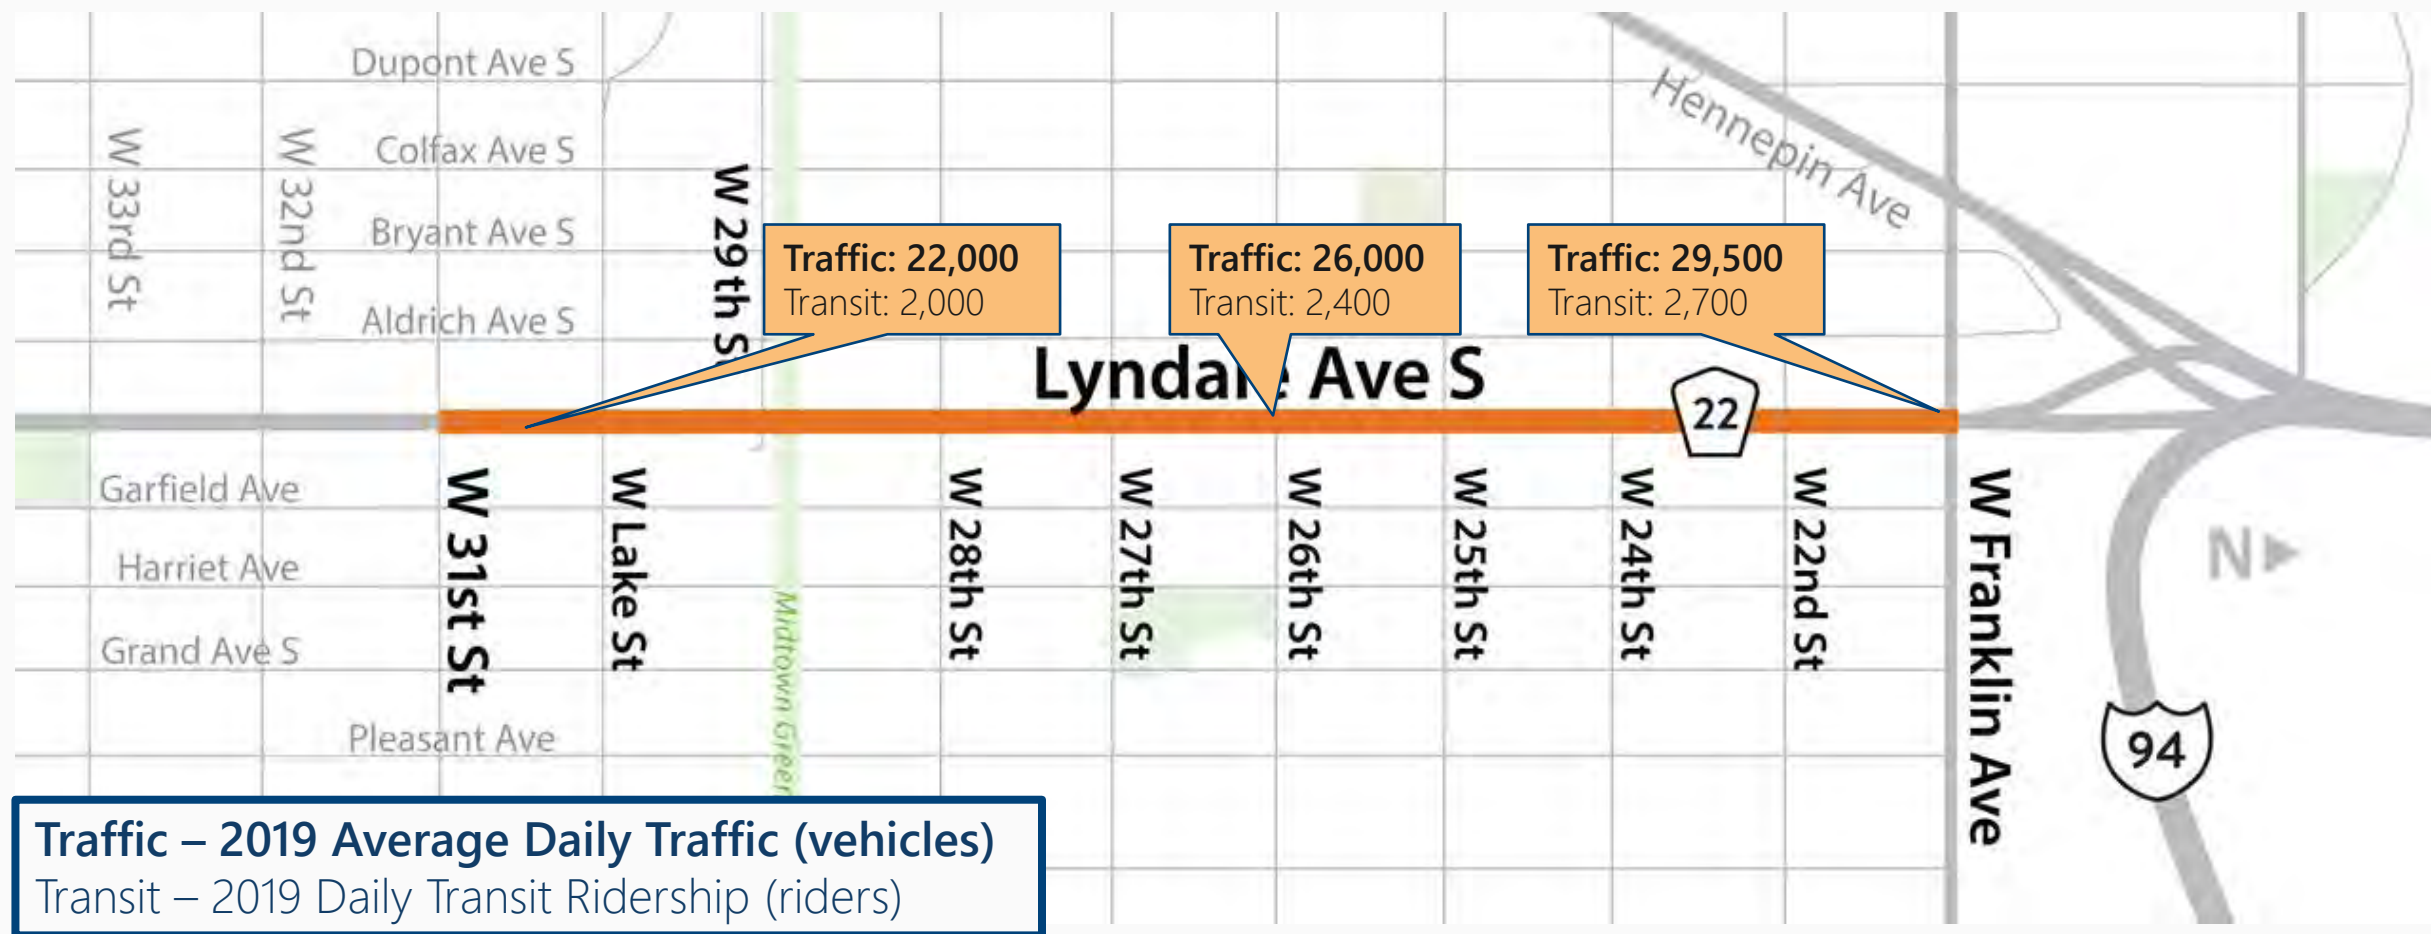 Dupont Ave S
Hennepin Ave
W 33rd St
W 32nd St
Colfax Ave S
W 29th St
Bryant Ave S
Traffic: 22,000
Transit: 2,000
Traffic: 26,000
Transit: 2,400
Traffic: 29,500
Transit: 2,700
Aldrich Ave S
Lyndale Ave S
22
Garfield Ave
W 31st St
W Lake St
W 28th St
W 27th St
W 26th St
W 25th St
W 24th St
W 22nd St
W Franklin Ave
N
Harriet Ave
Midtown Green
Grand Ave S
Pleasant Ave
94
Traffic – 2019 Average Daily Traffic (vehicles)
Transit – 2019 Daily Transit Ridership (riders)